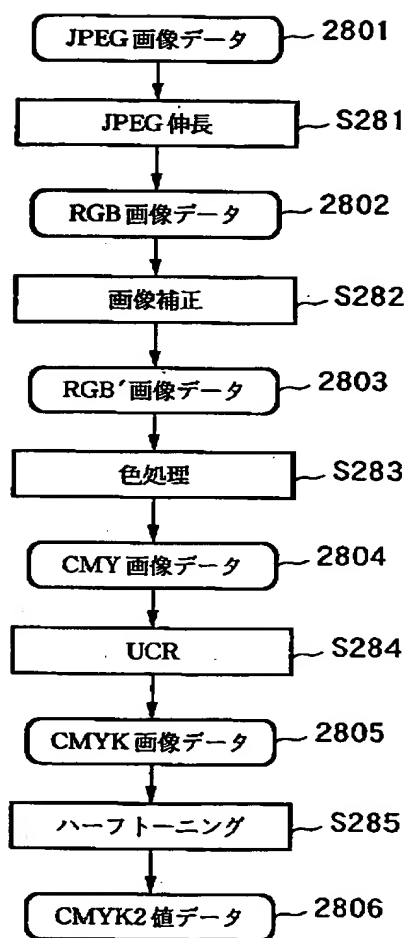 JPEG画像データ 2801
JPEG伸長 S281
RGB画像データ 2802
画像補正 S282
RGB´画像データ 2803
色処理 S283
CMY画像データ 2804
UCR S284
CMYK画像データ 2805
ハーフトーニング S285
CMYK2値データ 2806